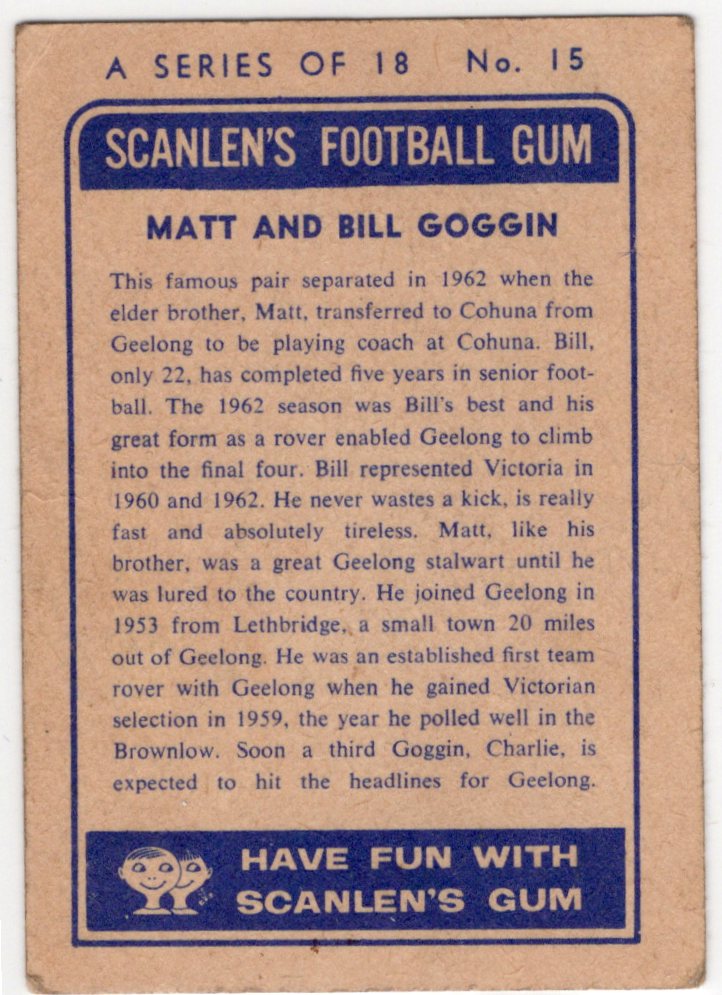 A SERIES OF 18 No. 15
SCANLEN'S FOOTBALL GUM
MATT AND BILL GOGGIN
This famous pair separated in 1962 when the
elder brother, Matt, transferred to Cohuna from
Geelong to be playing coach at Cohuna. Bill,
only 22, has completed five years in senior foot-
ball. The 1962 season was Bill's best and his
great form as a rover enabled Geelong to climb
into the final four. Bill represented Victoria in
1960 and 1962. He never wastes a kick, is really
fast and absolutely tireless. Matt, like his
brother, was a great Geelong stalwart until he
was lured to the country. He joined Geelong in
1953 from Lethbridge, a small town 20 miles
out of Geelong. He was an established first team
rover with Geelong when he gained Victorian
selection in 1959, the year he polled well in the
Brownlow. Soon a third Goggin, Charlie, is
expected to hit the headlines for Geelong.
HAVE FUN WITH
SCANLEN'S GUM